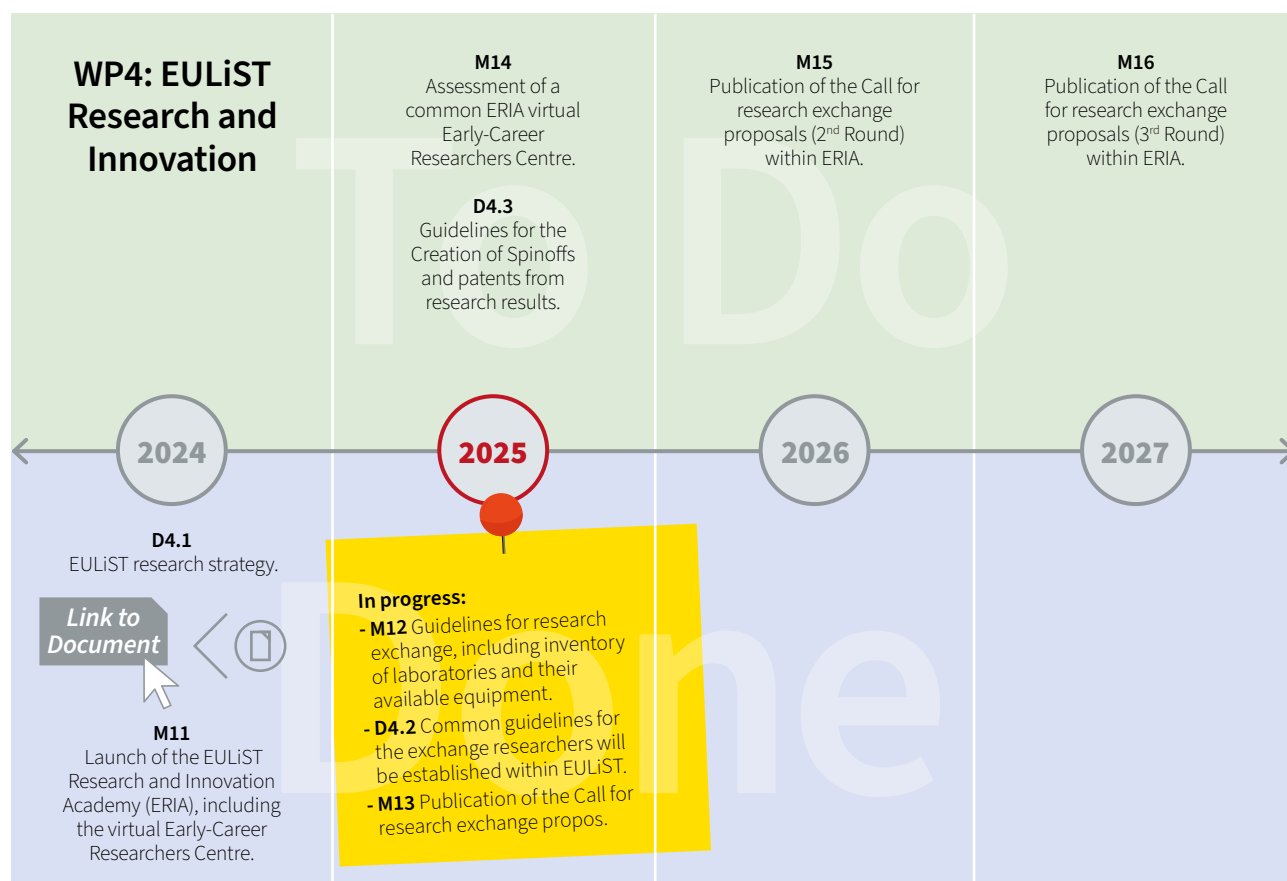 WP4: EULiST
Research and
Innovation
M14
Assessment of a
common ERIA virtual
Early-Career
Researchers Centre.
D4.3
Guidelines for the
Creation of Spinoffs
and patents from
research results.
M15
Publication of the Call for
research exchange
proposals (2nd Round)
within ERIA.
M16
Publication of the Call
for research exchange
proposals (3rd Round)
within ERIA.
To Do
2024
2025
2026
2027
D4.1
EULiST research strategy.
Link to
Document
M11
Launch of the EULiST
Research and Innovation
Academy (ERIA), including
the virtual Early-Career
Researchers Centre.
In progress:
- M12 Guidelines for research
exchange, including inventory
of laboratories and their
available equipment.
- D4.2 Common guidelines for
the exchange researchers will
be established within EULiST.
- M13 Publication of the Call for
research exchange propos.
Done